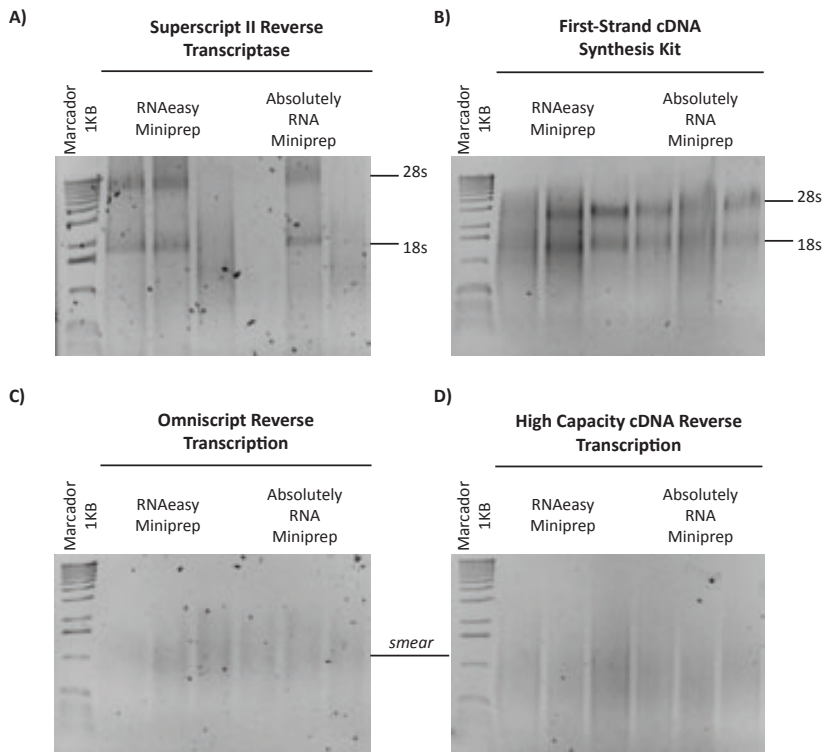 A)
Superscript II Reverse
Transcriptase
Marcador
1KB
RNAeasy
Miniprep
Absolutely
RNA
Miniprep
28s
18s
B)
First-Strand cDNA
Synthesis Kit
Marcador
1KB
RNAeasy
Miniprep
Absolutely
RNA
Miniprep
28s
18s
C)
Omniscript Reverse
Transcription
Marcador
1KB
RNAeasy
Miniprep
Absolutely
RNA
Miniprep
smear
D)
High Capacity cDNA Reverse
Transcription
Marcador
1KB
RNAeasy
Miniprep
Absolutely
RNA
Miniprep